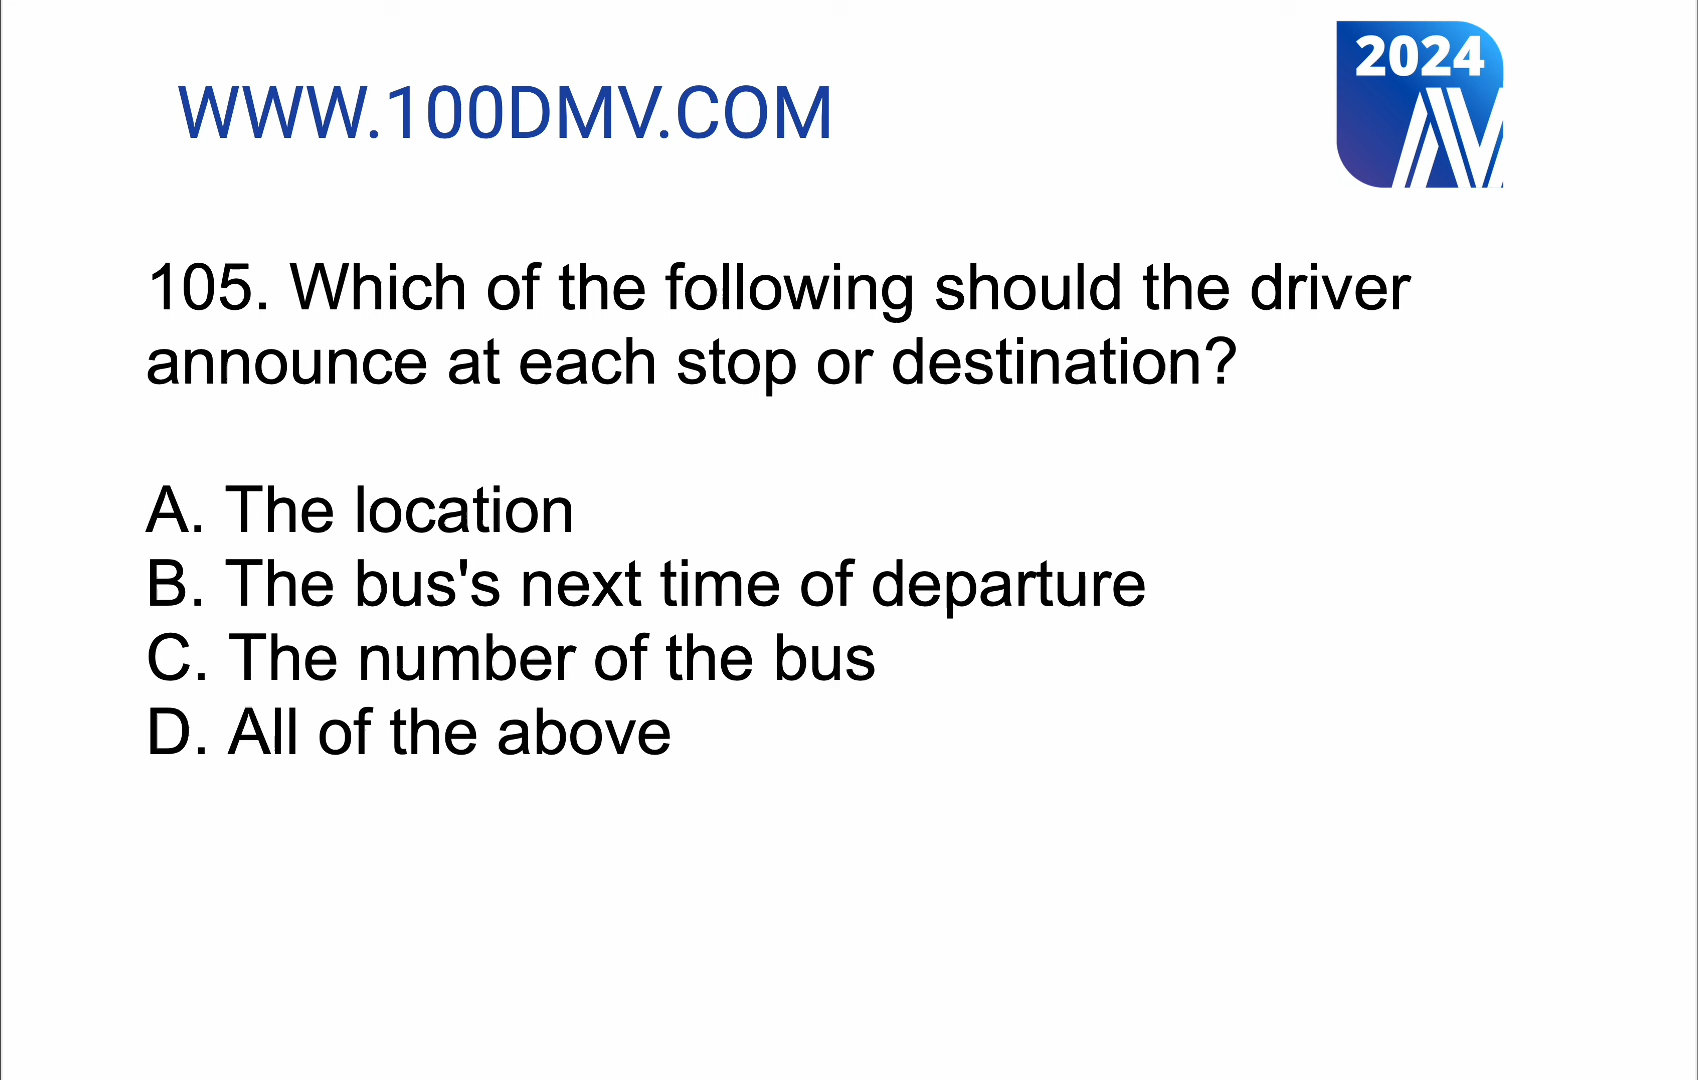 WWW.100DMV.COM
2024
105. Which of the following should the driver
announce at each stop or destination?
A. The location
B. The bus's next time of departure
C. The number of the bus
D. All of the above